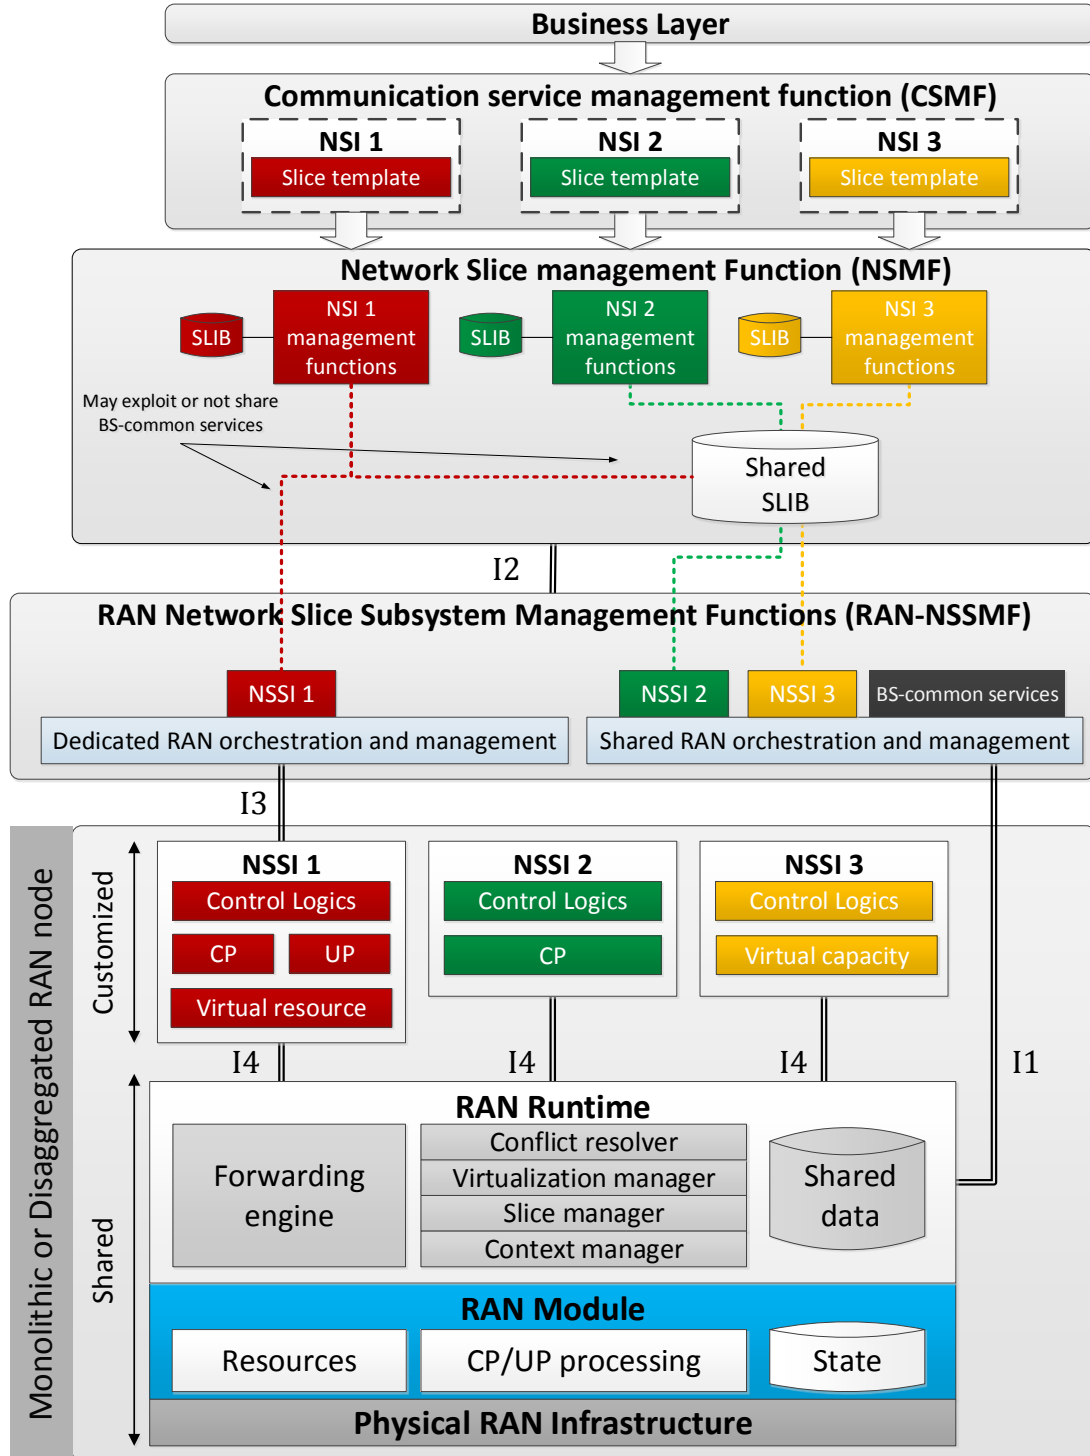 Business Layer
Communication service management function (CSMF)
NSI 1
Slice template
NSI 2
Slice template
NSI 3
Slice template
Network Slice management Function (NSMF)
SLIB
NSI 1
management
functions
SLIB
NSI 2
management
functions
SLIB
NSI 3
management
functions
May exploit or not share
BS-common services
Shared
SLIB
I2
RAN Network Slice Subsystem Management Functions (RAN-NSSMF)
NSSI 1
NSSI 2
NSSI 3
BS-common services
Dedicated RAN orchestration and management
Shared RAN orchestration and management
I3
I1
Monolithic or Disaggregated RAN node
Customized
NSSI 1
Control Logics
CP
UP
Virtual resource
NSSI 2
Control Logics
CP
NSSI 3
Control Logics
Virtual capacity
I4
I4
I4
Shared
RAN Runtime
Forwarding
engine
Conflict resolver
Virtualization manager
Slice manager
Context manager
Shared
data
RAN Module
Resources
CP/UP processing
State
Physical RAN Infrastructure